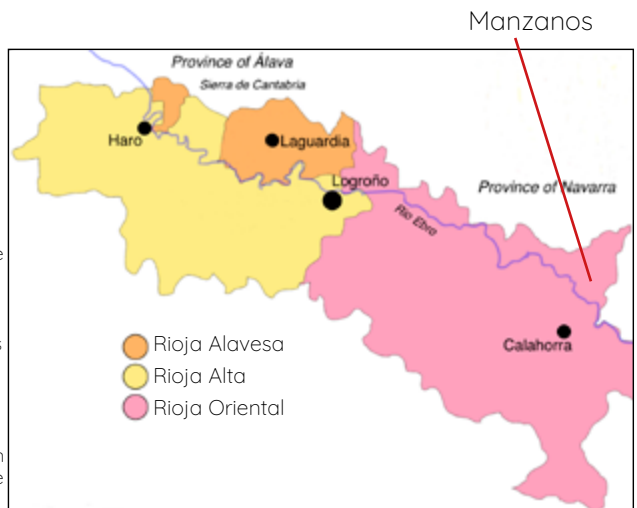 Manzanos
Province of Álava
Sierra de Cantabria
Haro
Laguardia
Logroño
Province of Navarra
Rio Ebro
e
s
Calahorra
Rioja Alavesa
Rioja Alta
Rioja Oriental
n
e